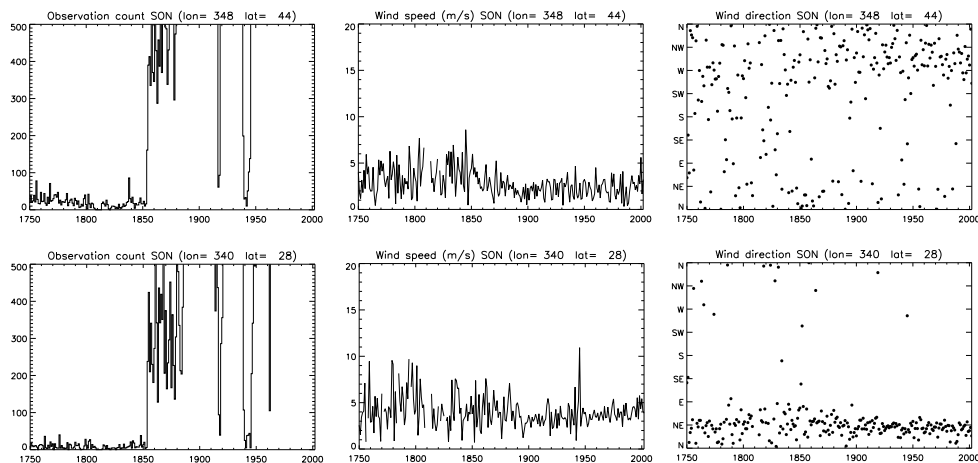 Observation count SON (lon= 348 lat= 44)
Wind speed (m/s) SON (lon= 348 lat= 44)
Wind direction SON (lon= 348 lat= 44)
500
400
300
200
100
0
1750 1800 1850 1900 1950 2000
20
15
10
5
0
1750 1800 1850 1900 1950 2000
N
NW
W
SW
S
SE
E
NE
N
1750 1800 1850 1900 1950 2000
Observation count SON (lon= 340 lat= 28)
Wind speed (m/s) SON (lon= 340 lat= 28)
Wind direction SON (lon= 340 lat= 28)
500
400
300
200
100
0
1750 1800 1850 1900 1950 2000
20
15
10
5
0
1750 1800 1850 1900 1950 2000
N
NW
W
SW
S
SE
E
NE
N
1750 1800 1850 1900 1950 2000